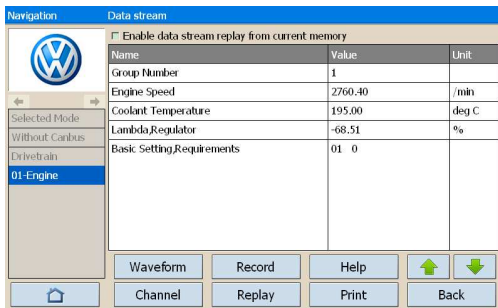 Navigation
Data stream
Enable data stream replay from current memory
Name Value Unit
Group Number 1
Engine Speed 2760.40 /min
Coolant Temperature 195.00 deg C
Lambda,Regulator -68.51 %
Basic Setting,Requirements 01 0
Selected Mode
Without Canbus
Drivetrain
01-Engine
Waveform Record Help
Channel Replay Print Back